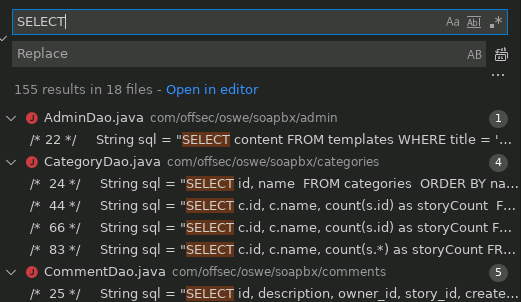 SELECT Aa Abl .*
Replace AB
...
155 results in 18 files - Open in editor
AdminDao.java com/offsec/oswe/soapbx/admin 1
/* 22 */ String sql = "SELECT content FROM templates WHERE title = '...
CategoryDao.java com/offsec/oswe/soapbx/categories 4
/* 24 */ String sql = "SELECT id, name FROM categories ORDER BY na...
/* 44 */ String sql = "SELECT c.id, c.name, count(s.id) as storyCount F...
/* 66 */ String sql = "SELECT c.id, c.name, count(s.id) as storyCount F...
/* 83 */ String sql = "SELECT c.id, c.name, count(s.*) as storyCount FR...
CommentDao.java com/offsec/oswe/soapbx/comments 5
/* 25 */ String sql = "SELECT id, description, owner_id, story_id, create...